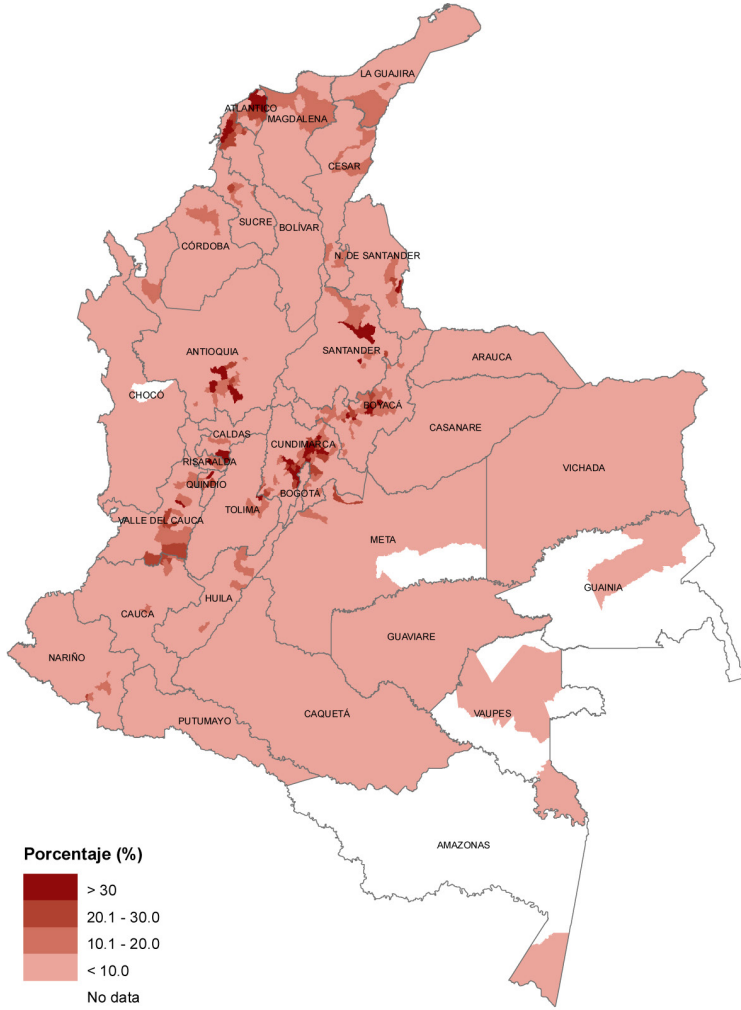 LA GUAJIRA
ATLÁNTICO
MAGDALENA
CESAR
SUCRE
BOLÍVAR
CÓRDOBA
N. DE SANTANDER
ANTIOQUIA
SANTANDER
ARAUCA
CHOCÓ
BOYACÁ
CASANARE
CALDAS
CUNDIMARCA
RISARALDA
VICHADA
QUINDIO
BOGOTÁ
TOLIMA
VALLE DEL CAUCA
META
GUAINIA
HUILA
CAUCA
GUAVIARE
NARIÑO
CAQUETÁ
VAUPES
PUTUMAYO
AMAZONAS
Porcentaje (%)
> 30
20.1 - 30.0
10.1 - 20.0
< 10.0
No data